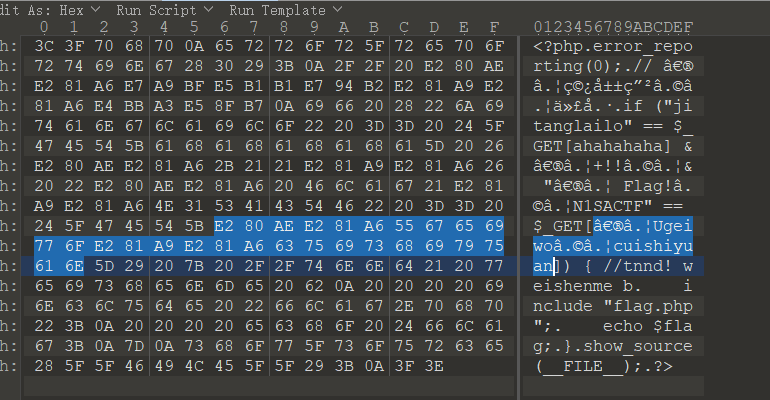 dit As: Hex Run Script Run Template
0 1 2 3 4 5 6 7 8 9 A B C D E F 0123456789ABCDEF
h: 3C 3F 70 68 70 0A 65 72 72 6F 72 5F 72 65 70 6F <?php.error_repo
h: 72 74 69 6E 67 28 30 29 3B 0A 2F 2F 20 E2 80 AE rting(0);.// â€®
h: E2 81 A6 E7 A9 BF E5 B1 B1 E7 94 B2 E2 81 A9 E2 â.¦ç©¿å±±ç”²â.©â
h: 81 A6 E4 BB A3 E5 8F B7 0A 69 66 20 28 22 6A 69 .¦ä»£å.·.if ("ji
h: 74 61 6E 67 6C 61 69 6C 6F 22 20 3D 3D 20 24 5F tanglailo" == $_
h: 47 45 54 5B 61 68 61 68 61 68 61 68 61 5D 20 26 GET[ahahahaha] &
h: E2 80 AE E2 81 A6 2B 21 21 E2 81 A9 E2 81 A6 26 â€®â.¦+!!â.©â.¦&
h: 20 22 E2 80 AE E2 81 A6 20 46 6C 61 67 21 E2 81 "â€®â.¦ Flag!â.
h: A9 E2 81 A6 4E 31 53 41 43 54 46 22 20 3D 3D 20 ©â.¦N1SACTF" ==
h: 24 5F 47 45 54 5B E2 80 AE E2 81 A6 55 67 65 69 $_GET[â€®â.¦Ugei
h: 77 6F E2 81 A9 E2 81 A6 63 75 69 73 68 69 79 75 woâ.©â.¦cuishiyu
h: 61 6E 5D 29 20 7B 20 2F 2F 74 6E 6E 64 21 20 77 an]) { //tnnd! w
h: 65 69 73 68 65 6E 6D 65 20 62 0A 20 20 20 20 69 eishenme b.    i
h: 6E 63 6C 75 64 65 20 22 66 6C 61 67 2E 70 68 70 nclude "flag.php
h: 22 3B 0A 20 20 20 20 65 63 68 6F 20 24 66 6C 61 ";.    echo $fla
h: 67 3B 0A 7D 0A 73 68 6F 77 5F 73 6F 75 72 63 65 g;.}.show_source
h: 28 5F 5F 46 49 4C 45 5F 5F 29 3B 0A 3F 3E (__FILE__);.?>